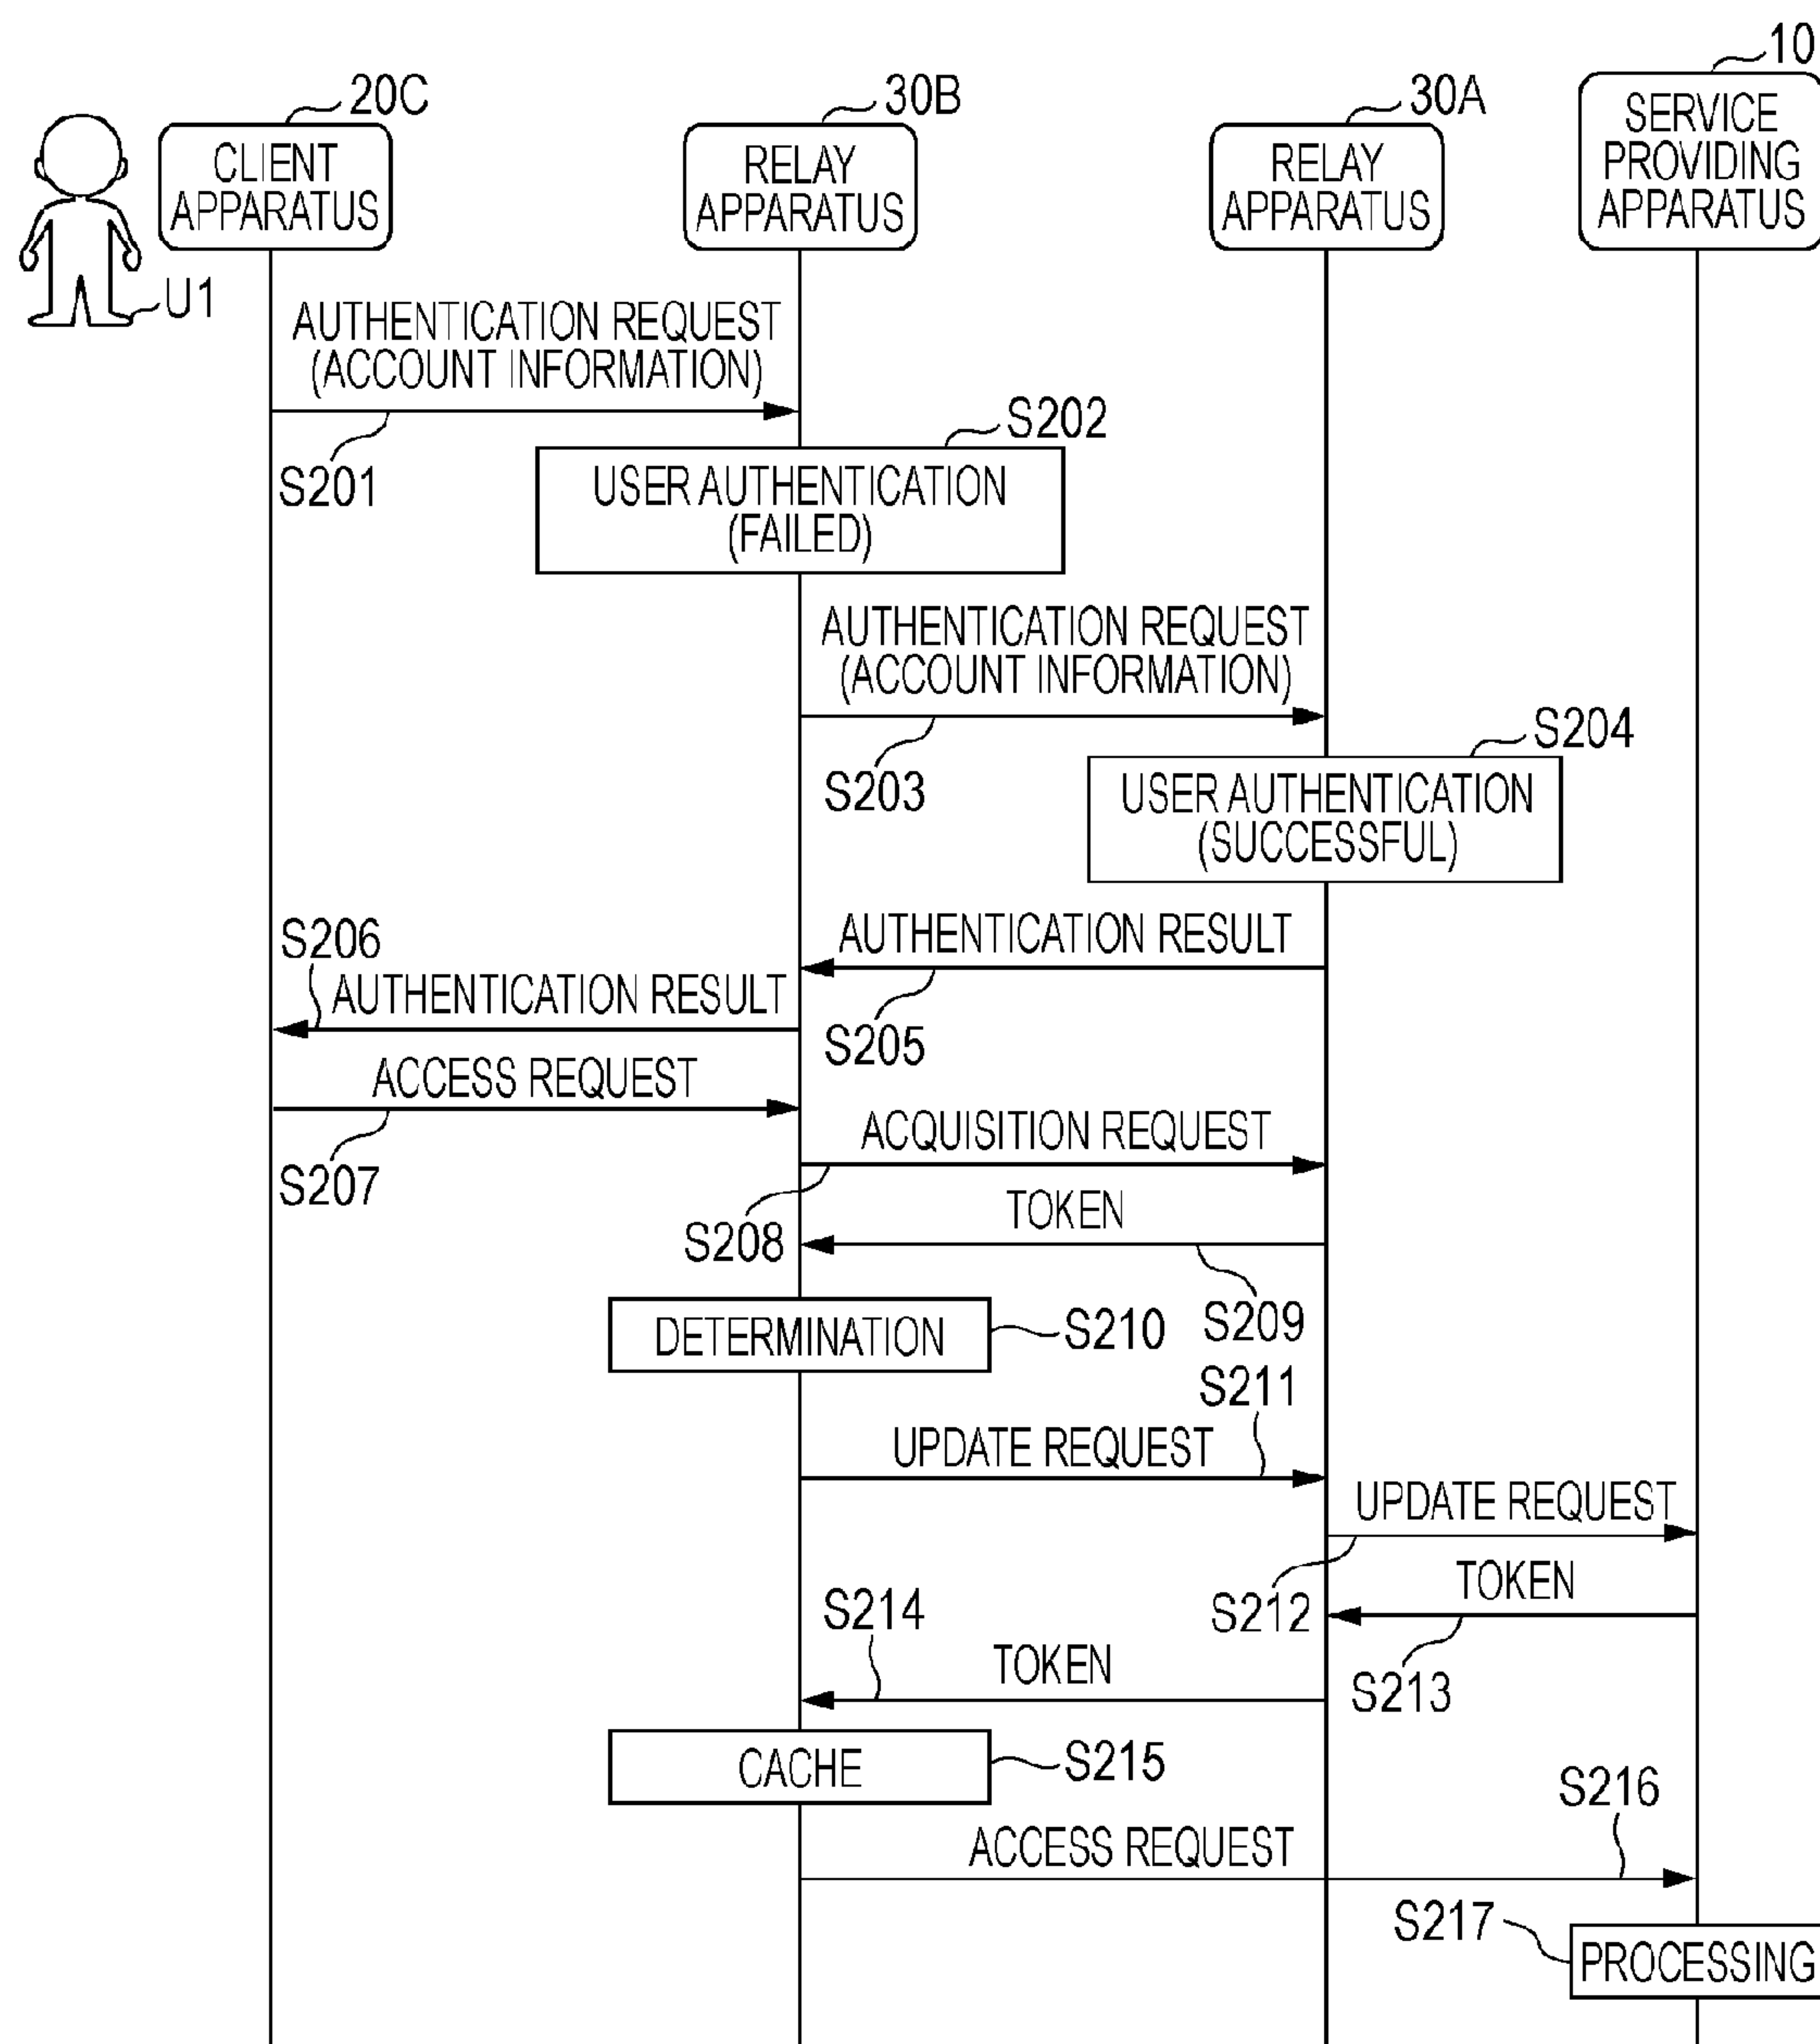 10
20C
30B
30A
CLIENT
APPARATUS
RELAY
APPARATUS
RELAY
APPARATUS
SERVICE
PROVIDING
APPARATUS
U1
AUTHENTICATION REQUEST
(ACCOUNT INFORMATION)
S201
S202
USER AUTHENTICATION
(FAILED)
AUTHENTICATION REQUEST
(ACCOUNT INFORMATION)
S203
S204
USER AUTHENTICATION
(SUCCESSFUL)
AUTHENTICATION RESULT
S205
S206
AUTHENTICATION RESULT
ACCESS REQUEST
S207
ACQUISITION REQUEST
S208
TOKEN
S209
DETERMINATION
S210
S211
UPDATE REQUEST
UPDATE REQUEST
S212
TOKEN
S213
S214
TOKEN
CACHE
S215
S216
ACCESS REQUEST
S217
PROCESSING